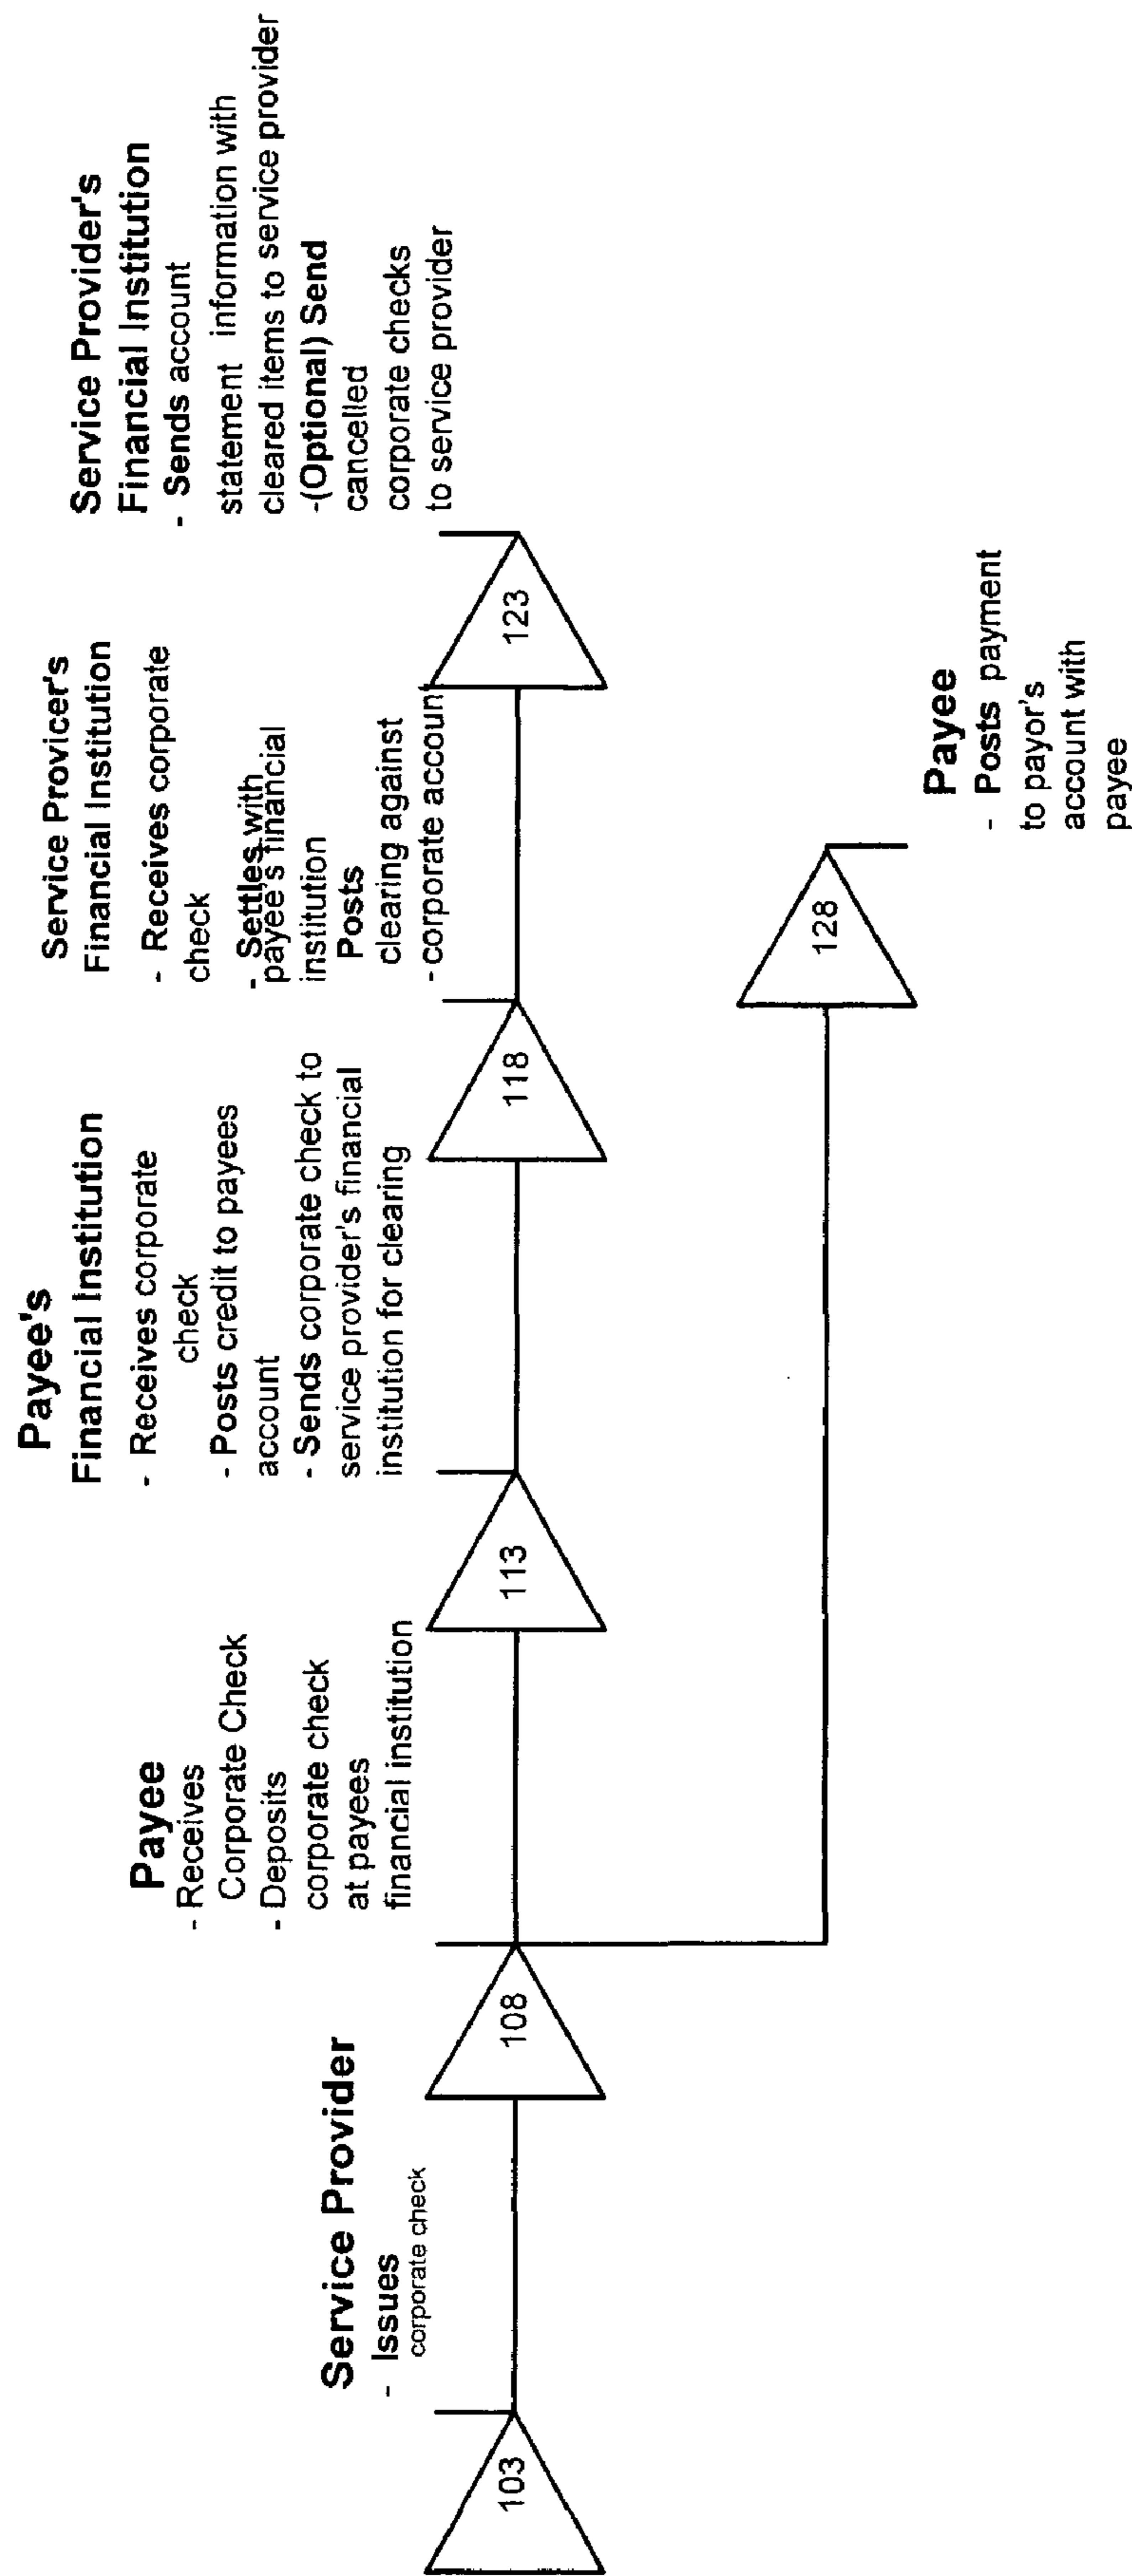 Service Provider
- Issues
corporate check
Payee
- Receives
Corporate Check
- Deposits
corporate check
at payees
financial institution
Payee's
Financial Institution
- Receives corporate
check
- Posts credit to payees
account
- Sends corporate check to
service provider's financial
institution for clearing
Service Provicer's
Financial Institution
- Receives corporate
check
- Settles with
payee's financial
institution
Posts
clearing against
- corporate account
Service Provider's
Financial Institution
- Sends account
statement information with
cleared items to service provider
-(Optional) Send
cancelled
corporate checks
to service provider
103
108
113
118
123
128
Payee
- Posts payment
to payor's
account with
payee